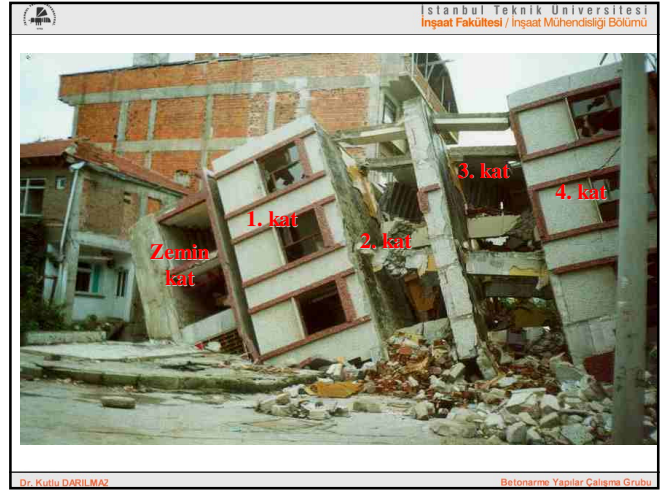 İstanbul Teknik Üniversitesi
İnşaat Fakültesi / İnşaat Mühendisliği Bölümü
Zemin
kat
1. kat
2. kat
3. kat
4. kat
Dr. Kutlu DARILMAZ
Betonarme Yapılar Çalışma Grubu